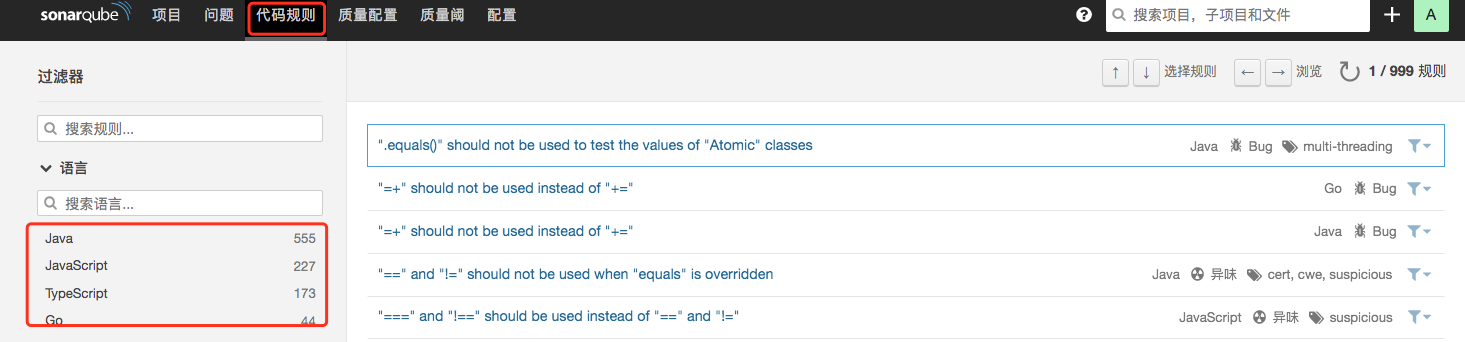 sonarqube 项目 问题 代码规则 质量配置 质量阈 配置 ? 搜索项目，子项目和文件 + A
过滤器
↑ ↓ 选择规则 ← → 浏览 1 / 999 规则
搜索规则...
语言
搜索语言...
Java 555
JavaScript 227
TypeScript 173
Go 44
".equals()" should not be used to test the values of "Atomic" classes Java Bug multi-threading
"=+" should not be used instead of "+=" Go Bug
"=+" should not be used instead of "+=" Java Bug
"==" and "!=" should not be used when "equals" is overridden Java 异味 cert, cwe, suspicious
"===" and "!==" should be used instead of "==" and "!=" JavaScript 异味 suspicious